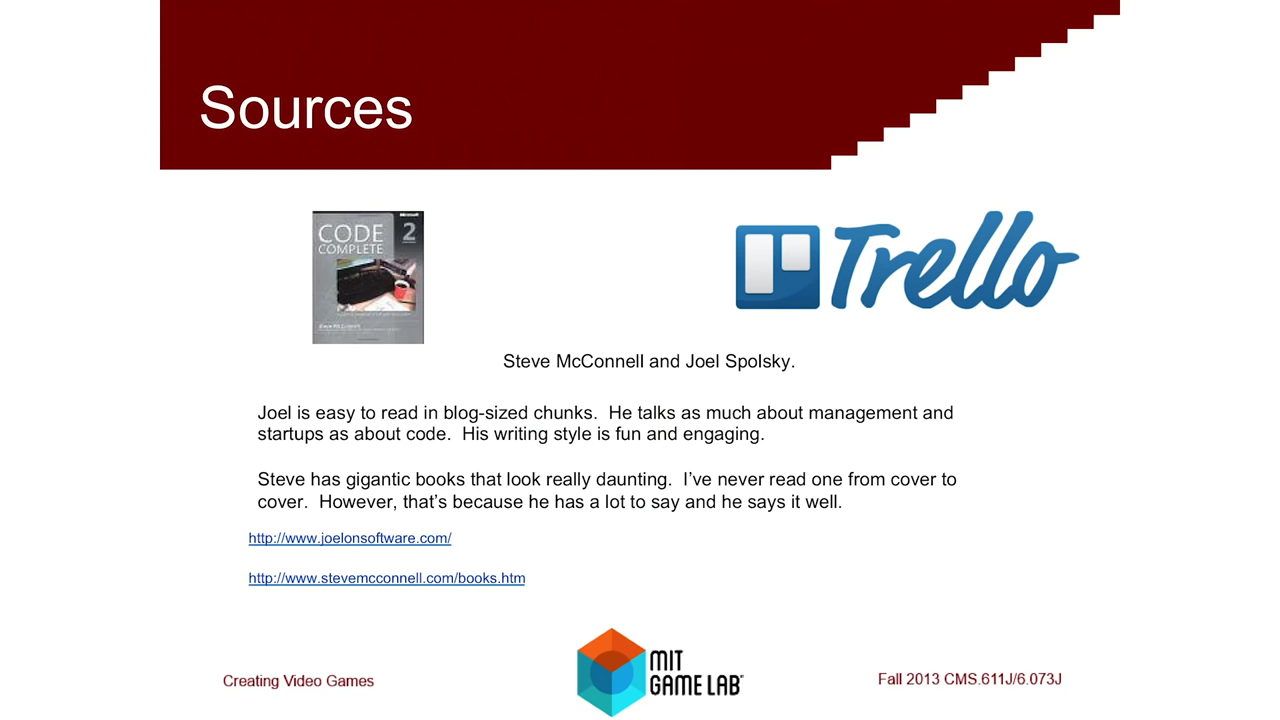 Sources
CODE
COMPLETE
2
Trello
Steve McConnell and Joel Spolsky.
Joel is easy to read in blog-sized chunks.  He talks as much about management and
startups as about code.  His writing style is fun and engaging.
Steve has gigantic books that look really daunting.  I’ve never read one from cover to
cover.  However, that’s because he has a lot to say and he says it well.
http://www.joelonsoftware.com/
http://www.stevemcconnell.com/books.htm
Creating Video Games
MIT
GAME LAB
Fall 2013 CMS.611J/6.073J